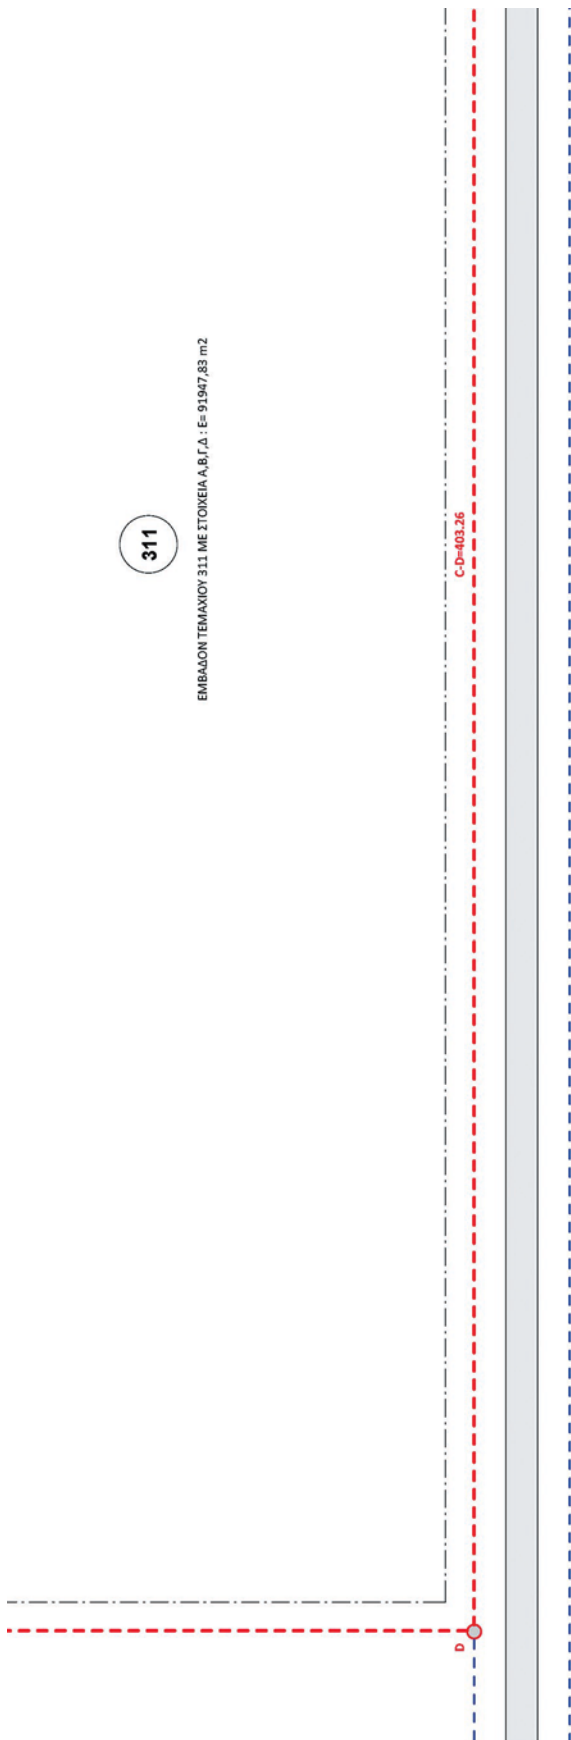 311
ΕΜΒΑΔΟΝ ΤΕΜΑΧΙΟΥ 311 ΜΕ ΣΤΟΙΧΕΙΑ Α,Β,Γ,Δ : Ε= 91947,83 m2
C-D=403.26
D